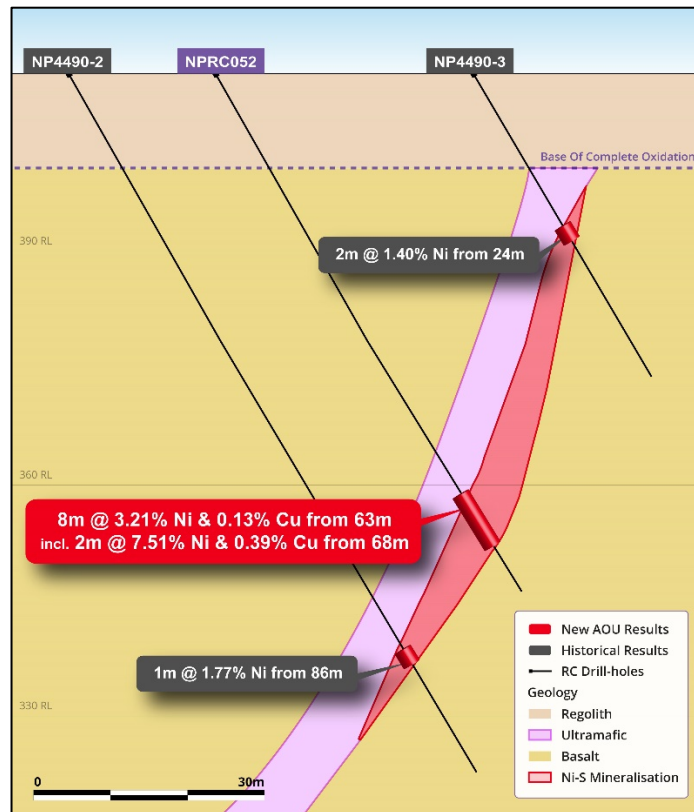 NP4490-2
NPRC052
NP4490-3
Base Of Complete Oxidation
390 RL
2m @ 1.40% Ni from 24m
360 RL
8m @ 3.21% Ni & 0.13% Cu from 63m
incl. 2m @ 7.51% Ni & 0.39% Cu from 68m
1m @ 1.77% Ni from 86m
330 RL
0
30m
New AOU Results
Historical Results
RC Drill-holes
Geology
Regolith
Ultramafic
Basalt
Ni-S Mineralisation